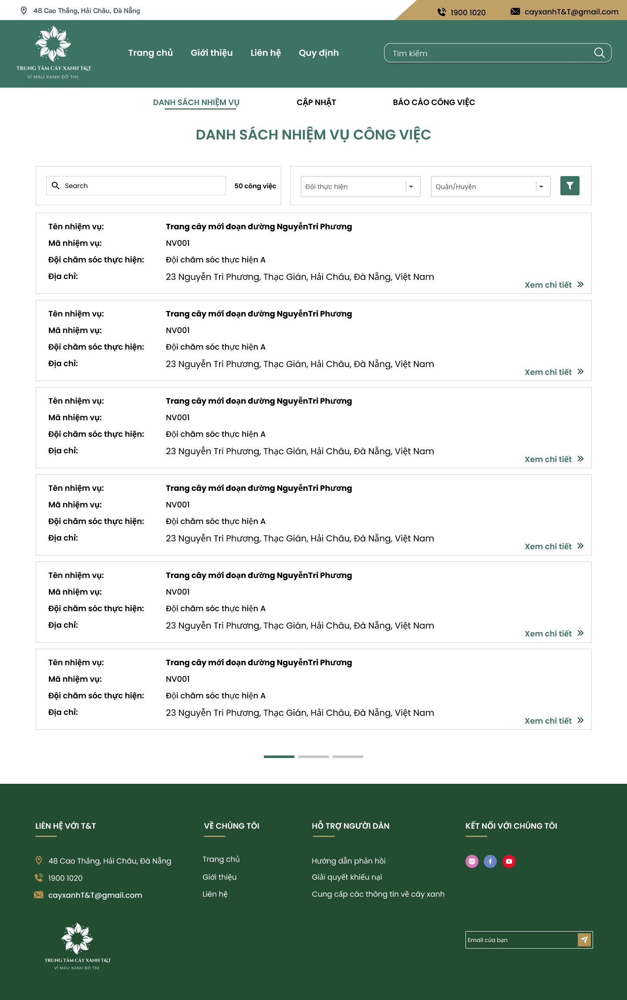 48 Cao Thắng, Hải Châu, Đà Nẵng
1900 1020
cayxanhT&T@gmail.com
TRUNG TÂM CÂY XANH T&T
VÌ MÀU XANH ĐÔ THỊ
Trang chủ
Giới thiệu
Liên hệ
Quy định
Tìm kiếm
DANH SÁCH NHIỆM VỤ
CẬP NHẬT
BÁO CÁO CÔNG VIỆC
DANH SÁCH NHIỆM VỤ CÔNG VIỆC
Search
50 công việc
Đội thực hiện
Quận/Huyện
Tên nhiệm vụ: Trang cây mới đoạn đường NguyễnTri Phương
Mã nhiệm vụ: NV001
Đội chăm sóc thực hiện: Đội chăm sóc thực hiện A
Địa chỉ: 23 Nguyễn Tri Phương, Thạc Gián, Hải Châu, Đà Nẵng, Việt Nam
Xem chi tiết
Tên nhiệm vụ: Trang cây mới đoạn đường NguyễnTri Phương
Mã nhiệm vụ: NV001
Đội chăm sóc thực hiện: Đội chăm sóc thực hiện A
Địa chỉ: 23 Nguyễn Tri Phương, Thạc Gián, Hải Châu, Đà Nẵng, Việt Nam
Xem chi tiết
Tên nhiệm vụ: Trang cây mới đoạn đường NguyễnTri Phương
Mã nhiệm vụ: NV001
Đội chăm sóc thực hiện: Đội chăm sóc thực hiện A
Địa chỉ: 23 Nguyễn Tri Phương, Thạc Gián, Hải Châu, Đà Nẵng, Việt Nam
Xem chi tiết
Tên nhiệm vụ: Trang cây mới đoạn đường NguyễnTri Phương
Mã nhiệm vụ: NV001
Đội chăm sóc thực hiện: Đội chăm sóc thực hiện A
Địa chỉ: 23 Nguyễn Tri Phương, Thạc Gián, Hải Châu, Đà Nẵng, Việt Nam
Xem chi tiết
Tên nhiệm vụ: Trang cây mới đoạn đường NguyễnTri Phương
Mã nhiệm vụ: NV001
Đội chăm sóc thực hiện: Đội chăm sóc thực hiện A
Địa chỉ: 23 Nguyễn Tri Phương, Thạc Gián, Hải Châu, Đà Nẵng, Việt Nam
Xem chi tiết
Tên nhiệm vụ: Trang cây mới đoạn đường NguyễnTri Phương
Mã nhiệm vụ: NV001
Đội chăm sóc thực hiện: Đội chăm sóc thực hiện A
Địa chỉ: 23 Nguyễn Tri Phương, Thạc Gián, Hải Châu, Đà Nẵng, Việt Nam
Xem chi tiết
LIÊN HỆ VỚI T&T
48 Cao Thắng, Hải Châu, Đà Nẵng
1900 1020
cayxanhT&T@gmail.com
TRUNG TÂM CÂY XANH T&T
VÌ MÀU XANH ĐÔ THỊ
VỀ CHÚNG TÔI
Trang chủ
Giới thiệu
Liên hệ
HỖ TRỢ NGƯỜI DÂN
Hướng dẫn phản hồi
Giải quyết khiếu nại
Cung cấp các thông tin về cây xanh
KẾT NỐI VỚI CHÚNG TÔI
Email của bạn